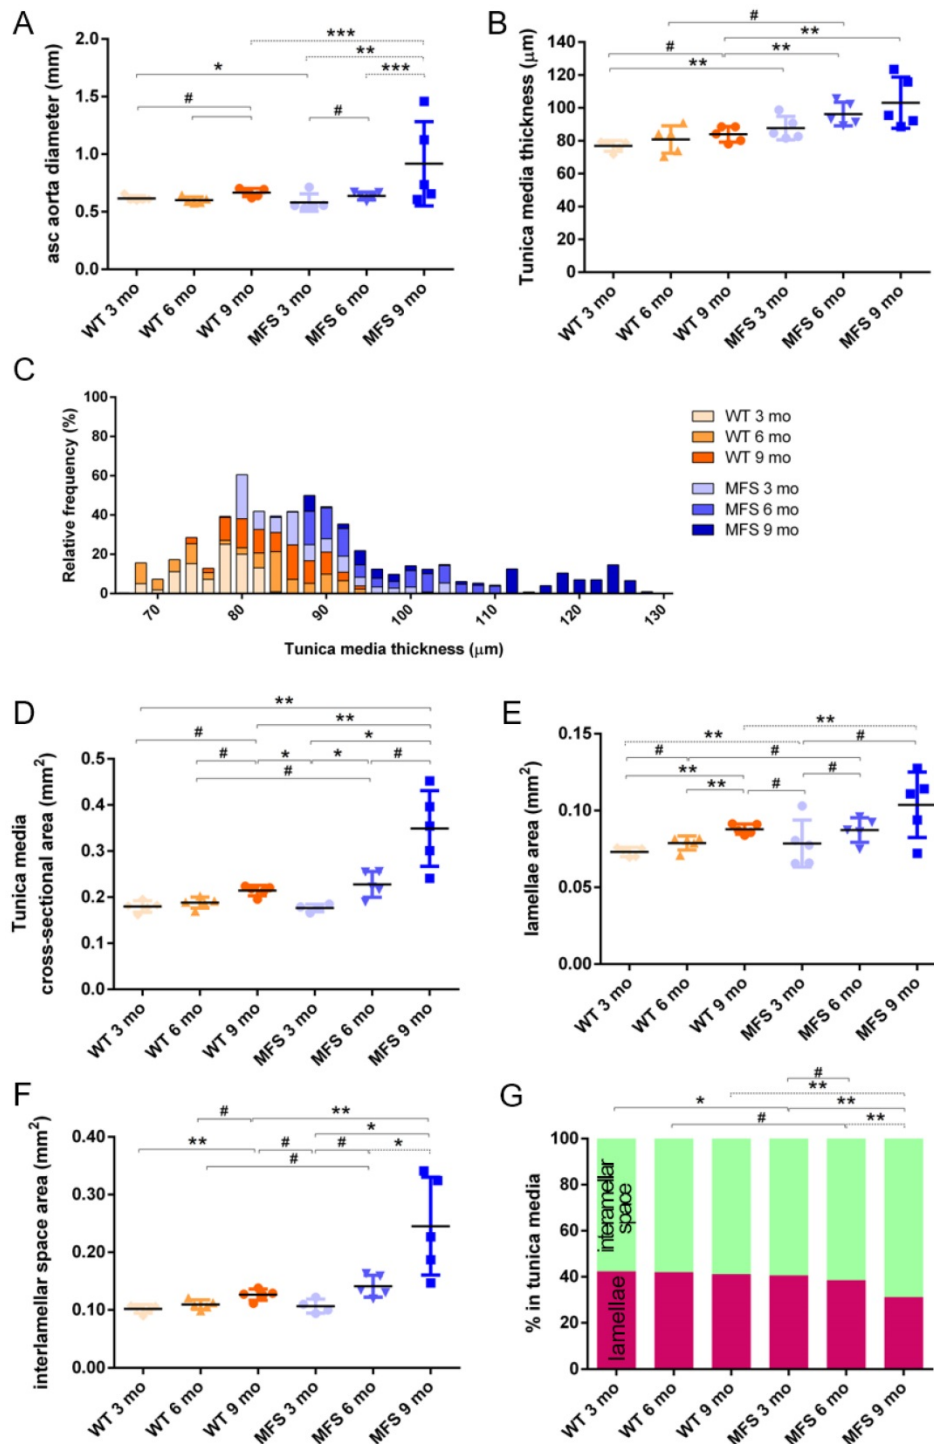 A
asc aorta diameter (mm)
2.0
1.5
1.0
0.5
0.0
***
**
*
***
#
#
WT 3 mo
WT 6 mo
WT 9 mo
MFS 3 mo
MFS 6 mo
MFS 9 mo
B
Tunica media thickness (μm)
140
120
100
80
60
40
20
0
#
**
#
**
**
WT 3 mo
WT 6 mo
WT 9 mo
MFS 3 mo
MFS 6 mo
MFS 9 mo
C
Relative frequency (%)
100
80
60
40
20
0
70
80
90
100
110
120
130
Tunica media thickness (μm)
WT 3 mo
WT 6 mo
WT 9 mo
MFS 3 mo
MFS 6 mo
MFS 9 mo
D
Tunica media
cross-sectional area (mm²)
0.5
0.4
0.3
0.2
0.1
0.0
**
**
#
*
#
*
*
#
#
WT 3 mo
WT 6 mo
WT 9 mo
MFS 3 mo
MFS 6 mo
MFS 9 mo
E
lamellae area (mm²)
0.15
0.10
0.05
0.00
**
**
#
#
#
**
#
**
#
WT 3 mo
WT 6 mo
WT 9 mo
MFS 3 mo
MFS 6 mo
MFS 9 mo
F
interlamellar space area (mm²)
0.40
0.30
0.20
0.10
0.00
#
**
*
**
#
#
*
#
WT 3 mo
WT 6 mo
WT 9 mo
MFS 3 mo
MFS 6 mo
MFS 9 mo
G
% in tunica media
100
80
60
40
20
0
#
**
*
**
#
**
interamellar
space
lamellae
WT 3 mo
WT 6 mo
WT 9 mo
MFS 3 mo
MFS 6 mo
MFS 9 mo